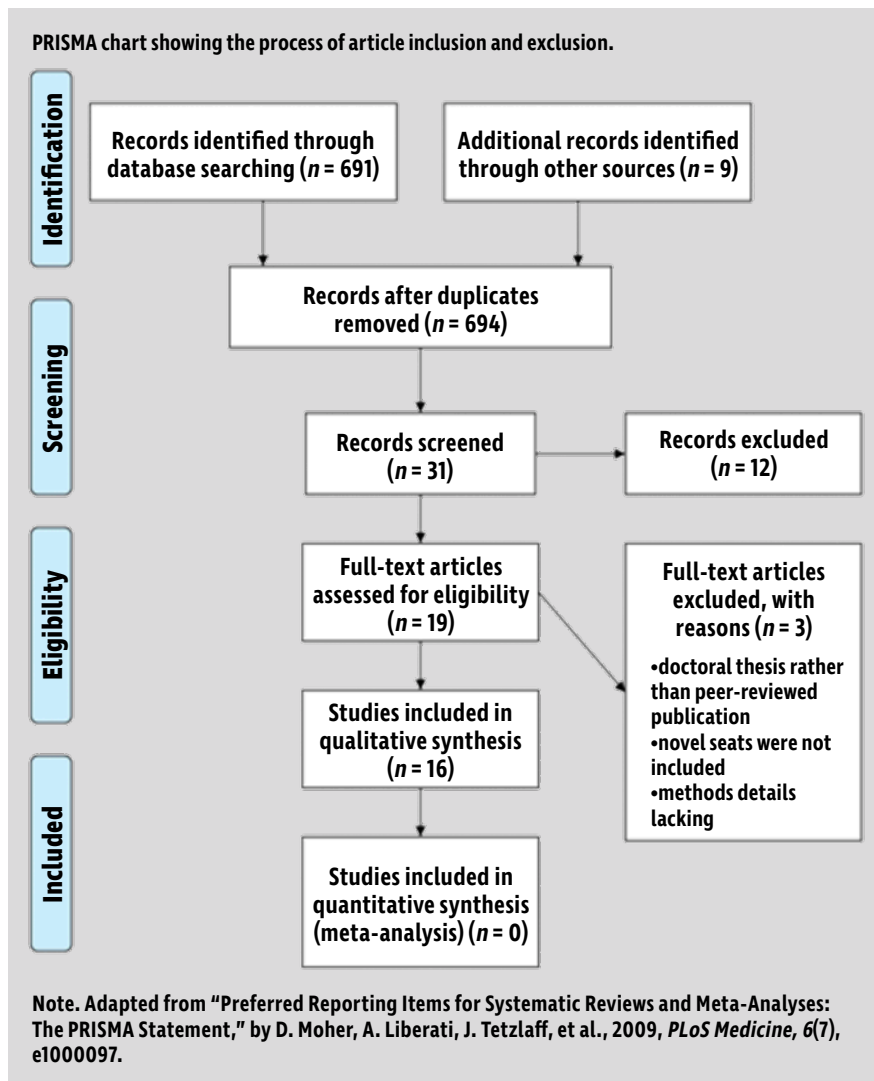 PRISMA chart showing the process of article inclusion and exclusion.
Identification
Records identified through
database searching (n = 691)
Additional records identified
through other sources (n = 9)
Records after duplicates
removed (n = 694)
Screening
Records screened
(n = 31)
Records excluded
(n = 12)
Eligibility
Full-text articles
assessed for eligibility
(n = 19)
Full-text articles
excluded, with
reasons (n = 3)
•doctoral thesis rather
than peer-reviewed
publication
•novel seats were not
included
•methods details
lacking
Studies included in
qualitative synthesis
(n = 16)
Included
Studies included in
quantitative synthesis
(meta-analysis) (n = 0)
Note. Adapted from “Preferred Reporting Items for Systematic Reviews and Meta-Analyses:
The PRISMA Statement,” by D. Moher, A. Liberati, J. Tetzlaff, et al., 2009, PLoS Medicine, 6(7),
e1000097.